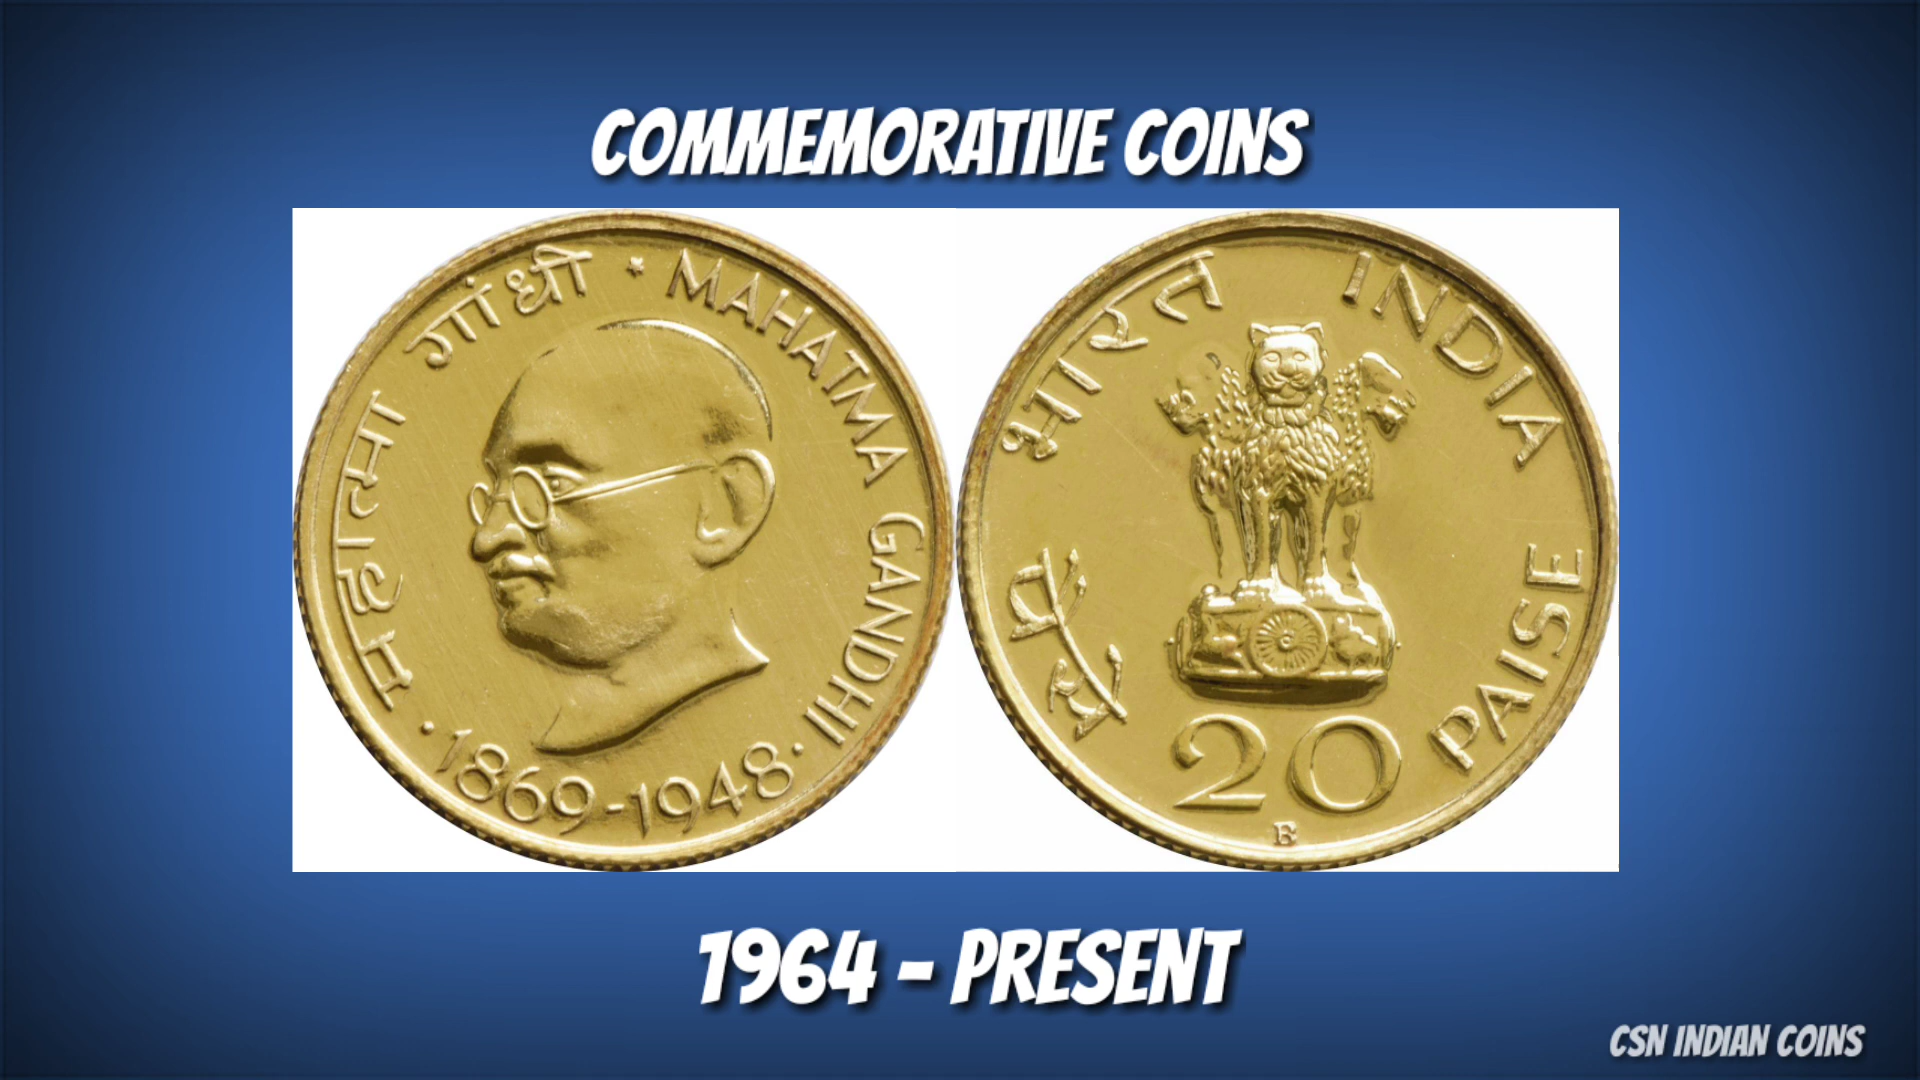 COMMEMORATIVE COINS
महात्मा गांधी
MAHATMA GANDHI
1869-1948
भारत
INDIA
पैसे
PAISE
20
B
1964 - PRESENT
CSN INDIAN COINS